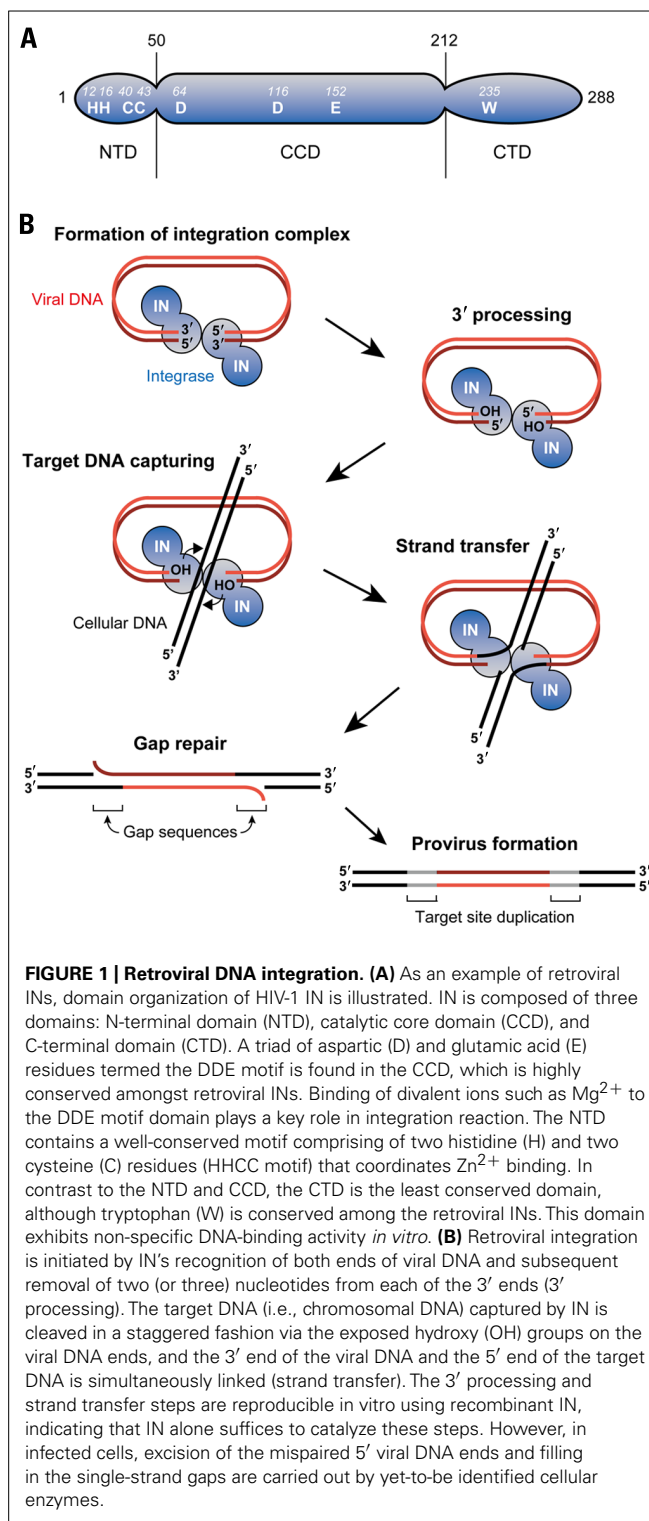 A
50
212
12 16 40 43 64 116 152 235
1 HH CC D D E W 288
NTD CCD CTD
B
Formation of integration complex
Viral DNA
IN
3′ 5′
5′ 3′
IN
Integrase
3′ processing
IN
OH 5′
5′ HO
IN
Target DNA capturing
3′
5′
IN
OH
HO
IN
Cellular DNA
5′
3′
Strand transfer
3′
5′
IN
IN
5′
3′
Gap repair
5′ 3′
3′ 5′
Gap sequences
Provirus formation
5′ 3′
3′ 5′
Target site duplication
FIGURE 1 | Retroviral DNA integration. (A) As an example of retroviral
INs, domain organization of HIV-1 IN is illustrated. IN is composed of three
domains: N-terminal domain (NTD), catalytic core domain (CCD), and
C-terminal domain (CTD). A triad of aspartic (D) and glutamic acid (E)
residues termed the DDE motif is found in the CCD, which is highly
conserved amongst retroviral INs. Binding of divalent ions such as Mg2+ to
the DDE motif domain plays a key role in integration reaction. The NTD
contains a well-conserved motif comprising of two histidine (H) and two
cysteine (C) residues (HHCC motif) that coordinates Zn2+ binding. In
contrast to the NTD and CCD, the CTD is the least conserved domain,
although tryptophan (W) is conserved among the retroviral INs. This domain
exhibits non-specific DNA-binding activity in vitro. (B) Retroviral integration
is initiated by IN's recognition of both ends of viral DNA and subsequent
removal of two (or three) nucleotides from each of the 3′ ends (3′
processing). The target DNA (i.e., chromosomal DNA) captured by IN is
cleaved in a staggered fashion via the exposed hydroxy (OH) groups on the
viral DNA ends, and the 3′ end of the viral DNA and the 5′ end of the target
DNA is simultaneously linked (strand transfer). The 3′ processing and
strand transfer steps are reproducible in vitro using recombinant IN,
indicating that IN alone suffices to catalyze these steps. However, in
infected cells, excision of the mispaired 5′ viral DNA ends and filling
in the single-strand gaps are carried out by yet-to-be identified cellular
enzymes.